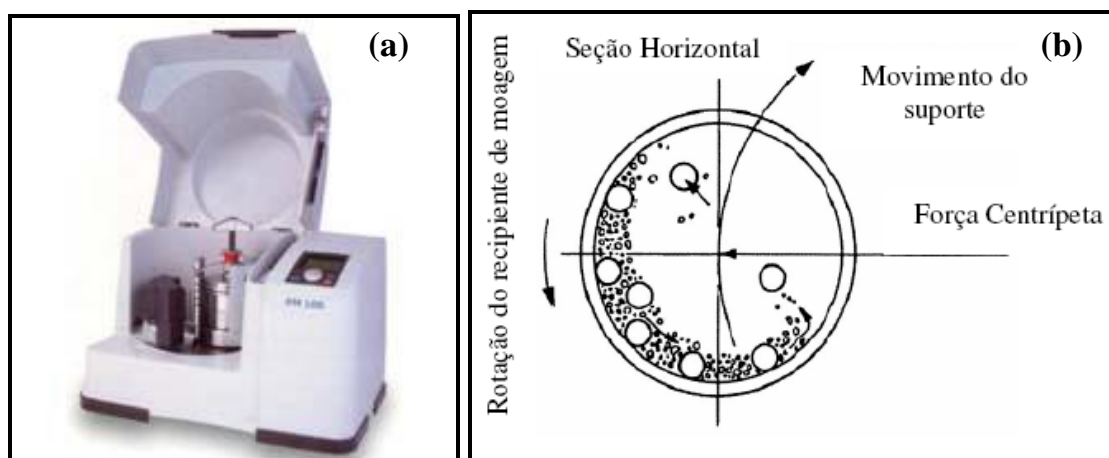 (a)
PM 100
(b)
Seção Horizontal
Movimento do
suporte
Força Centrípeta
Rotação do recipiente de moagem